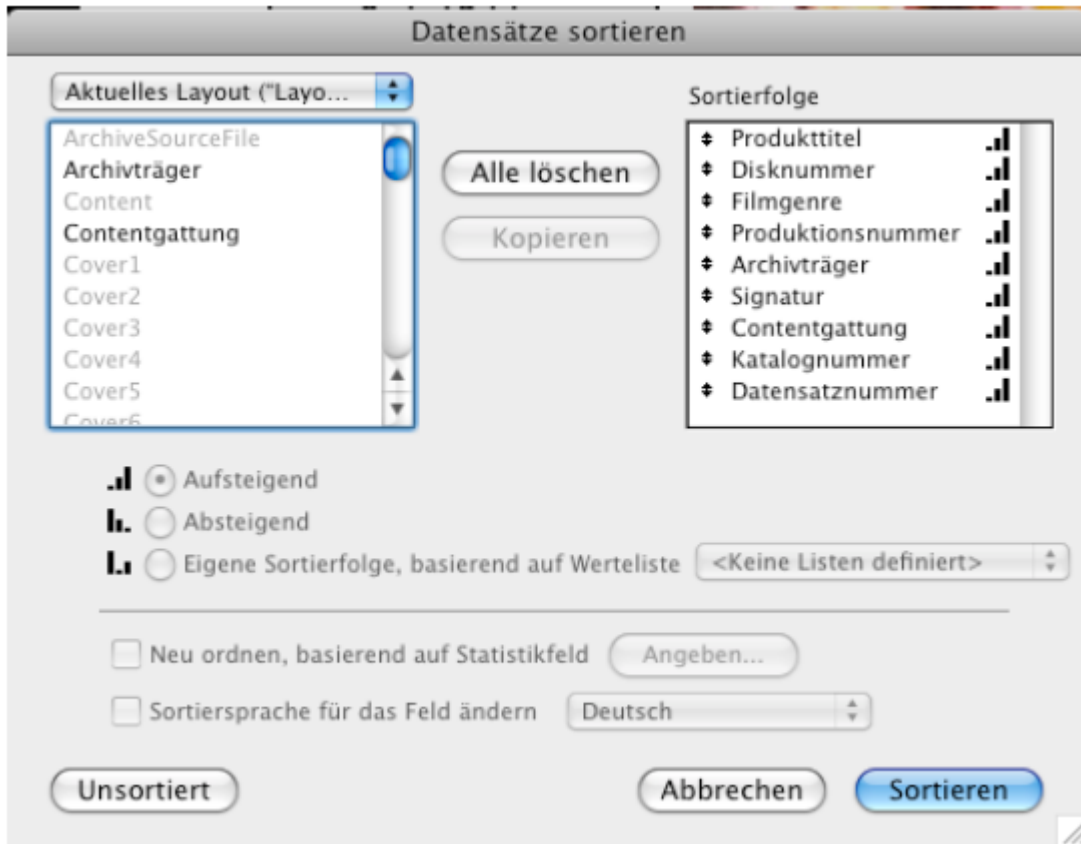 Datensätze sortieren
Aktuelles Layout ("Layo...
ArchiveSourceFile
Archivträger
Content
Contentgattung
Cover1
Cover2
Cover3
Cover4
Cover5
Cover6
Alle löschen
Kopieren
Sortierfolge
Produkttitel
Disknummer
Filmgenre
Produktionsnummer
Archivträger
Signatur
Contentgattung
Katalognummer
Datensatznummer
Aufsteigend
Absteigend
Eigene Sortierfolge, basierend auf Werteliste <Keine Listen definiert>
Neu ordnen, basierend auf Statistikfeld Angeben...
Sortiersprache für das Feld ändern Deutsch
Unsortiert Abbrechen Sortieren